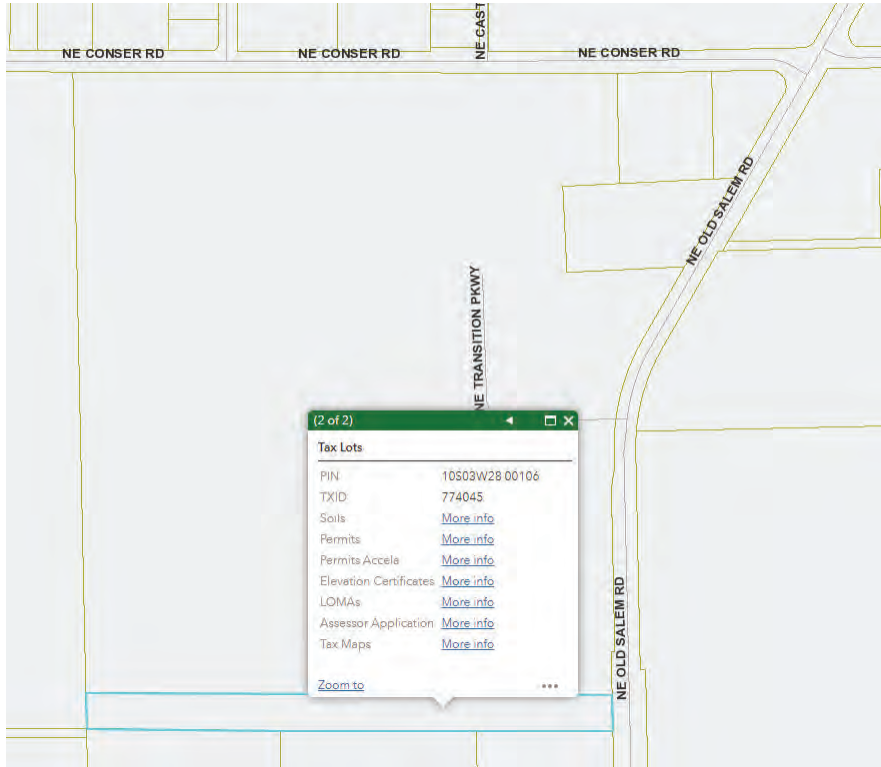 NE CONSER RD
NE CONSER RD
NE CAST
NE CONSER RD
NE OLD SALEM RD
NE TRANSITION PKWY
(2 of 2)
Tax Lots
PIN 10S03W28 00106
TXID 774045
Soils More info
Permits More info
Permits Accela More info
Elevation Certificates More info
LOMAs More info
Assessor Application More info
Tax Maps More info
Zoom to
NE OLD SALEM RD